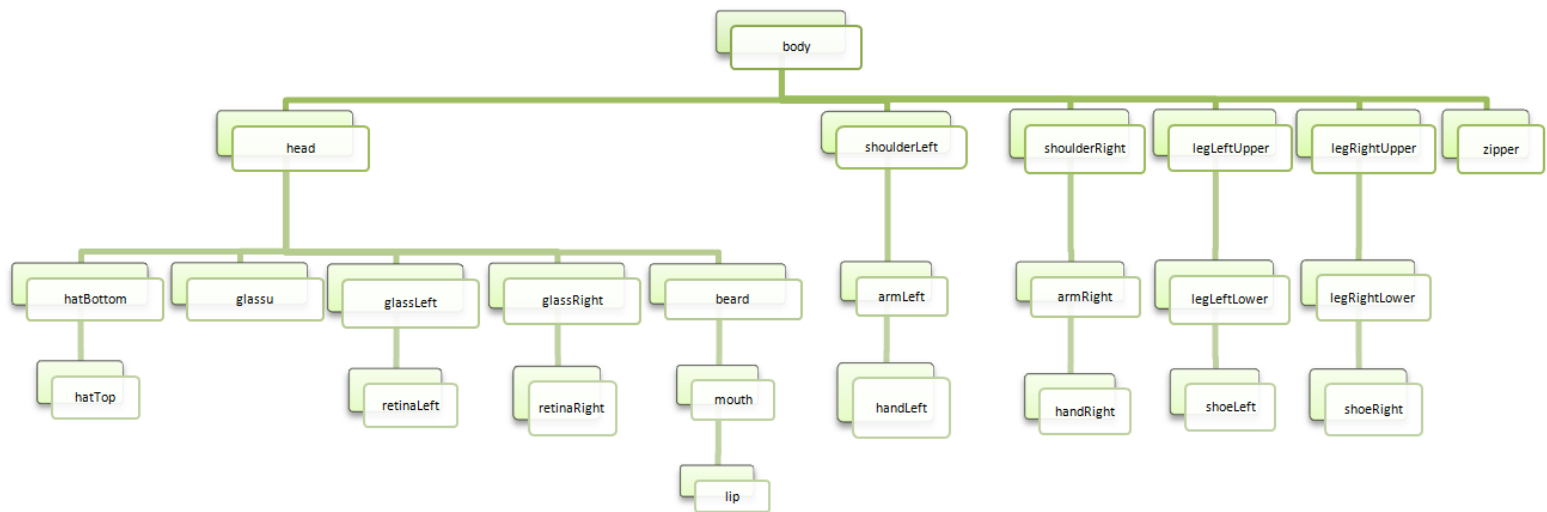 body
head
shoulderLeft
shoulderRight
legLeftUpper
legRightUpper
zipper
hatBottom
glassu
glassLeft
glassRight
beard
armLeft
armRight
legLeftLower
legRightLower
hatTop
retinaLeft
retinaRight
mouth
handLeft
handRight
shoeLeft
shoeRight
lip